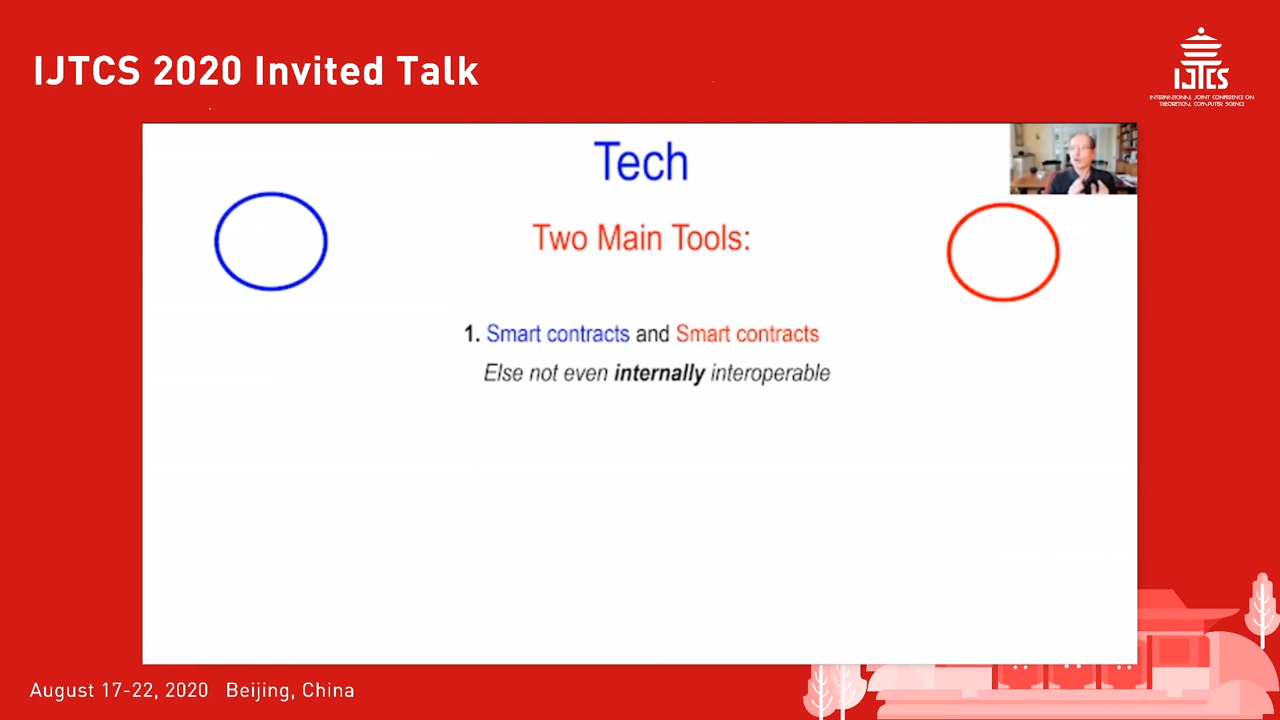 IJTCS 2020 Invited Talk
IJTCS
INTERNATIONAL JOINT CONFERENCE ON
THEORETICAL COMPUTER SCIENCE
Tech
Two Main Tools:
1. Smart contracts and Smart contracts
Else not even internally interoperable
August 17-22, 2020 Beijing, China